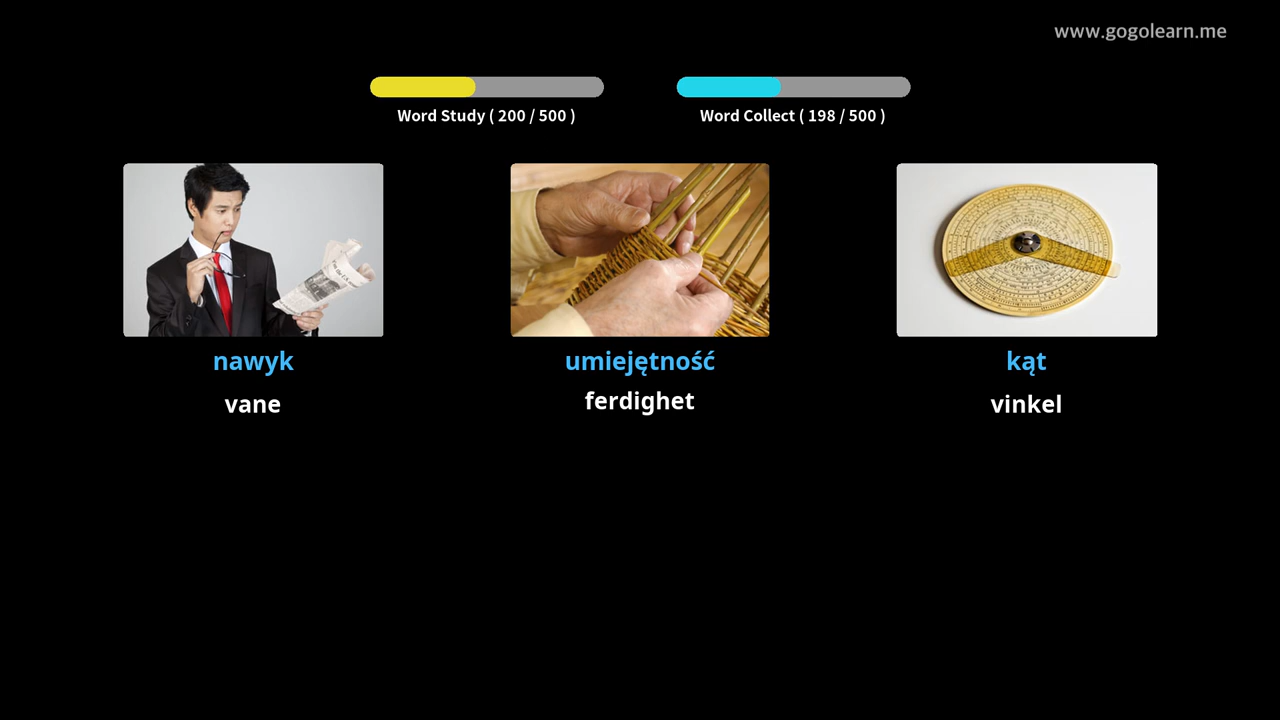 www.gogolearn.me
Word Study ( 200 / 500 )
Word Collect ( 198 / 500 )
nawyk
umiejętność
kąt
vane
ferdighet
vinkel